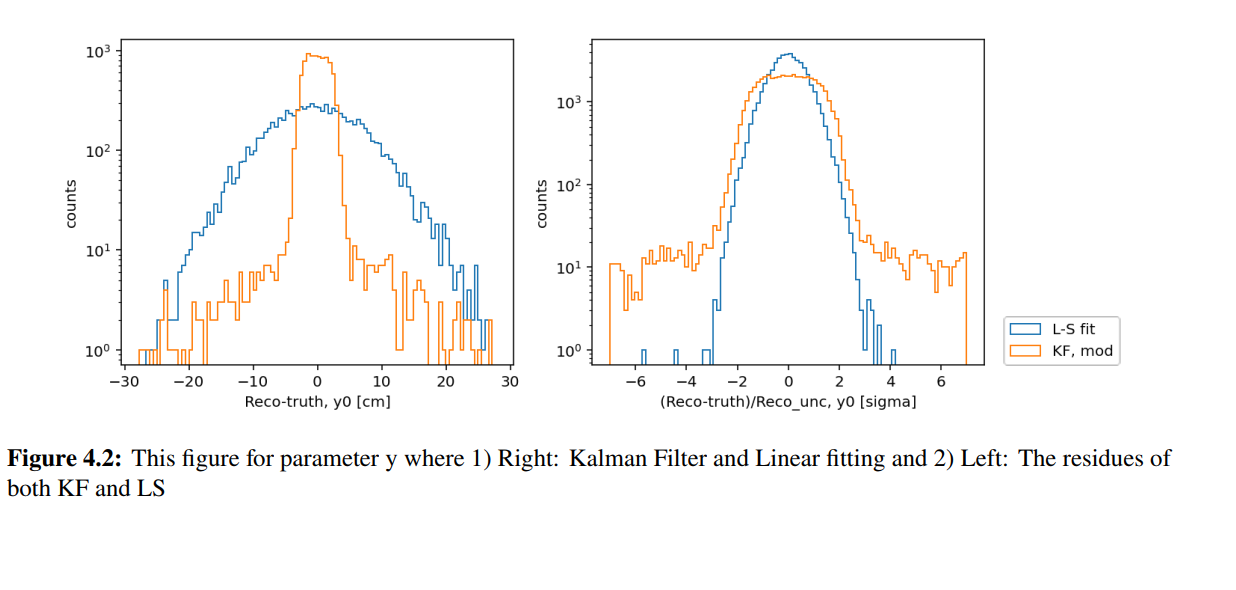 10³
10²
10¹
10⁰
counts
−30 −20 −10 0 10 20 30
Reco-truth, y0 [cm]
10³
10²
10¹
10⁰
counts
−6 −4 −2 0 2 4 6
(Reco-truth)/Reco_unc, y0 [sigma]
L-S fit
KF, mod
Figure 4.2: This figure for parameter y where 1) Right: Kalman Filter and Linear fitting and 2) Left: The residues of
both KF and LS